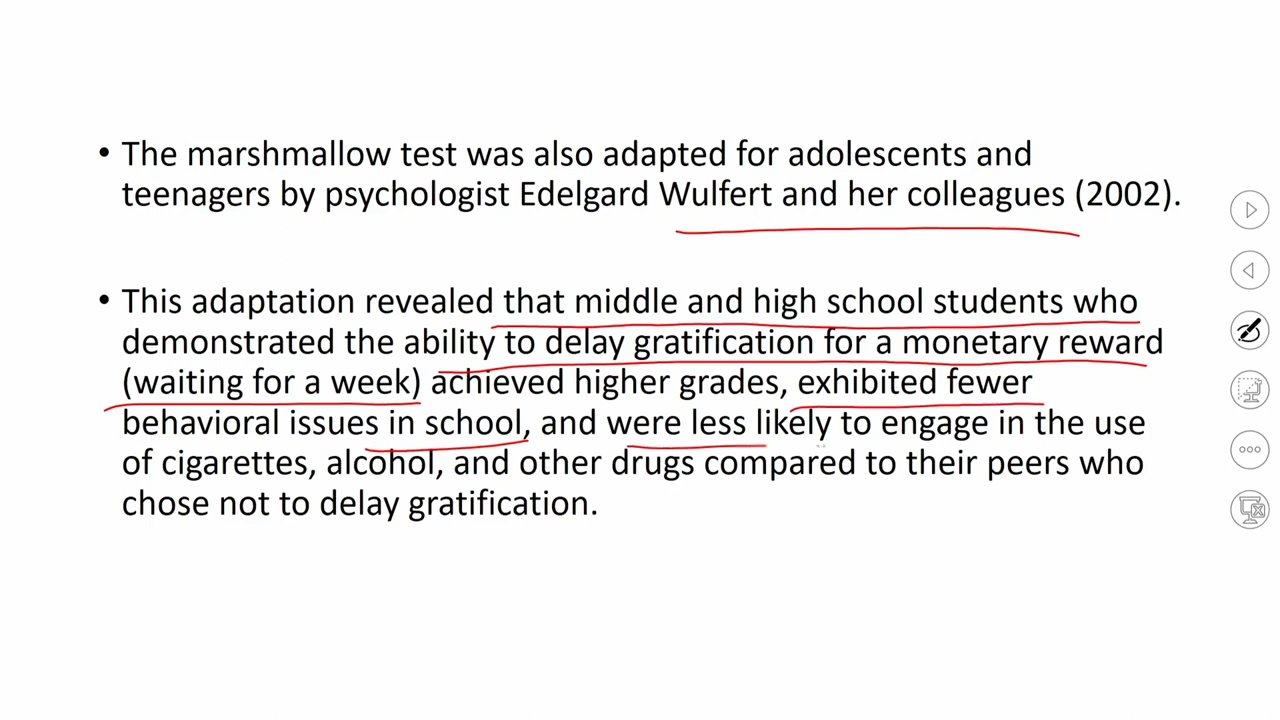 • The marshmallow test was also adapted for adolescents and
teenagers by psychologist Edelgard Wulfert and her colleagues (2002).
• This adaptation revealed that middle and high school students who
demonstrated the ability to delay gratification for a monetary reward
(waiting for a week) achieved higher grades, exhibited fewer
behavioral issues in school, and were less likely to engage in the use
of cigarettes, alcohol, and other drugs compared to their peers who
chose not to delay gratification.